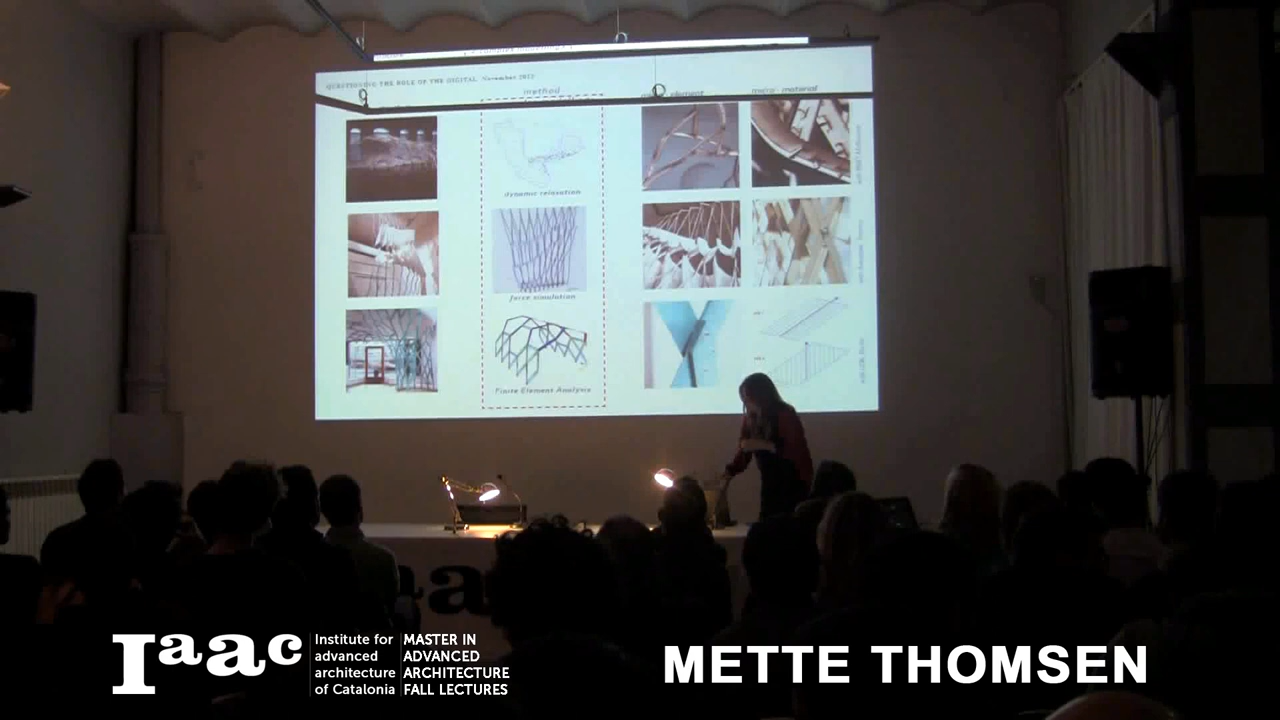 QUESTIONING THE ROLE OF THE DIGITAL November 2012
method
element
material
dynamic relaxation
force simulation
Finite Element Analysis
aa
Iaac
Institute for
advanced
architecture
of Catalonia
MASTER IN
ADVANCED
ARCHITECTURE
FALL LECTURES
METTE THOMSEN